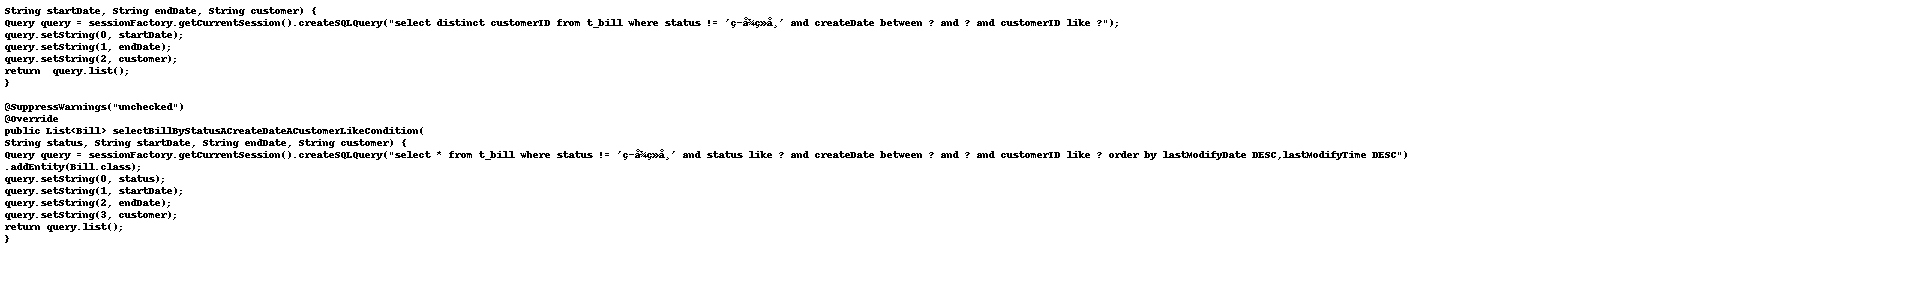 String startDate, String endDate, String customer) {
Query query = sessionFactory.getCurrentSession().createSQLQuery("select distinct customerID from t_bill where status != 'ç­å¾ç»å¸' and createDate between ? and ? and customerID like ?");
query.setString(0, startDate);
query.setString(1, endDate);
query.setString(2, customer);
return  query.list();
}
@SuppressWarnings("unchecked")
@Override
public List<Bill> selectBillByStatusACreateDateACustomerLikeCondition(
String status, String startDate, String endDate, String customer) {
Query query = sessionFactory.getCurrentSession().createSQLQuery("select * from t_bill where status != 'ç­å¾ç»å¸' and status like ? and createDate between ? and ? and customerID like ? order by lastModifyDate DESC,lastModifyTime DESC")
.addEntity(Bill.class);
query.setString(0, status);
query.setString(1, startDate);
query.setString(2, endDate);
query.setString(3, customer);
return query.list();
}